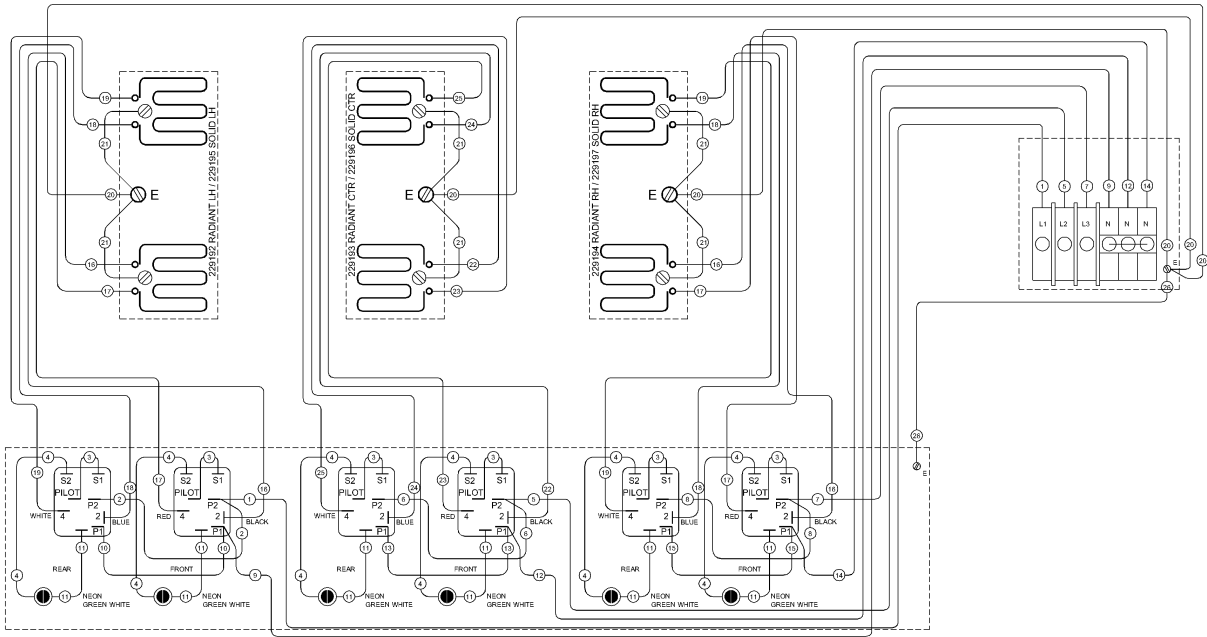 19
18
21
20
E
21
16
17
229192 RADIANT LH / 229195 SOLID LH
229193 RADIANT CTR / 229196 SOLID CTR
25
24
21
E
20
21
22
23
229194 RADIANT RH / 229197 SOLID RH
19
18
21
E
20
21
16
17
1
5
7
9
12
14
L1
L2
L3
N
N
N
20
20
20
E
26
26
E
4
3
4
3
4
3
4
3
4
3
4
3
19
S2
S1
17
S2
S1
25
S2
S1
23
S2
S1
19
S2
S1
17
S2
S1
PILOT
18
PILOT
16
PILOT
24
PILOT
22
PILOT
18
PILOT
16
2
1
6
5
8
7
P2
P2
P2
P2
P2
P2
WHITE
4
2
BLUE
RED
4
2
BLACK
WHITE
4
2
BLUE
RED
4
2
BLACK
WHITE
4
2
BLUE
RED
4
2
BLACK
P1
P1
P1
P1
P1
P1
2
6
8
11
10
11
10
11
13
11
13
11
15
11
15
REAR
FRONT
REAR
FRONT
REAR
FRONT
4
4
9
4
4
12
4
4
14
11
NEON
GREEN WHITE
11
NEON
GREEN WHITE
11
NEON
GREEN WHITE
11
NEON
GREEN WHITE
11
NEON
GREEN WHITE
11
NEON
GREEN WHITE